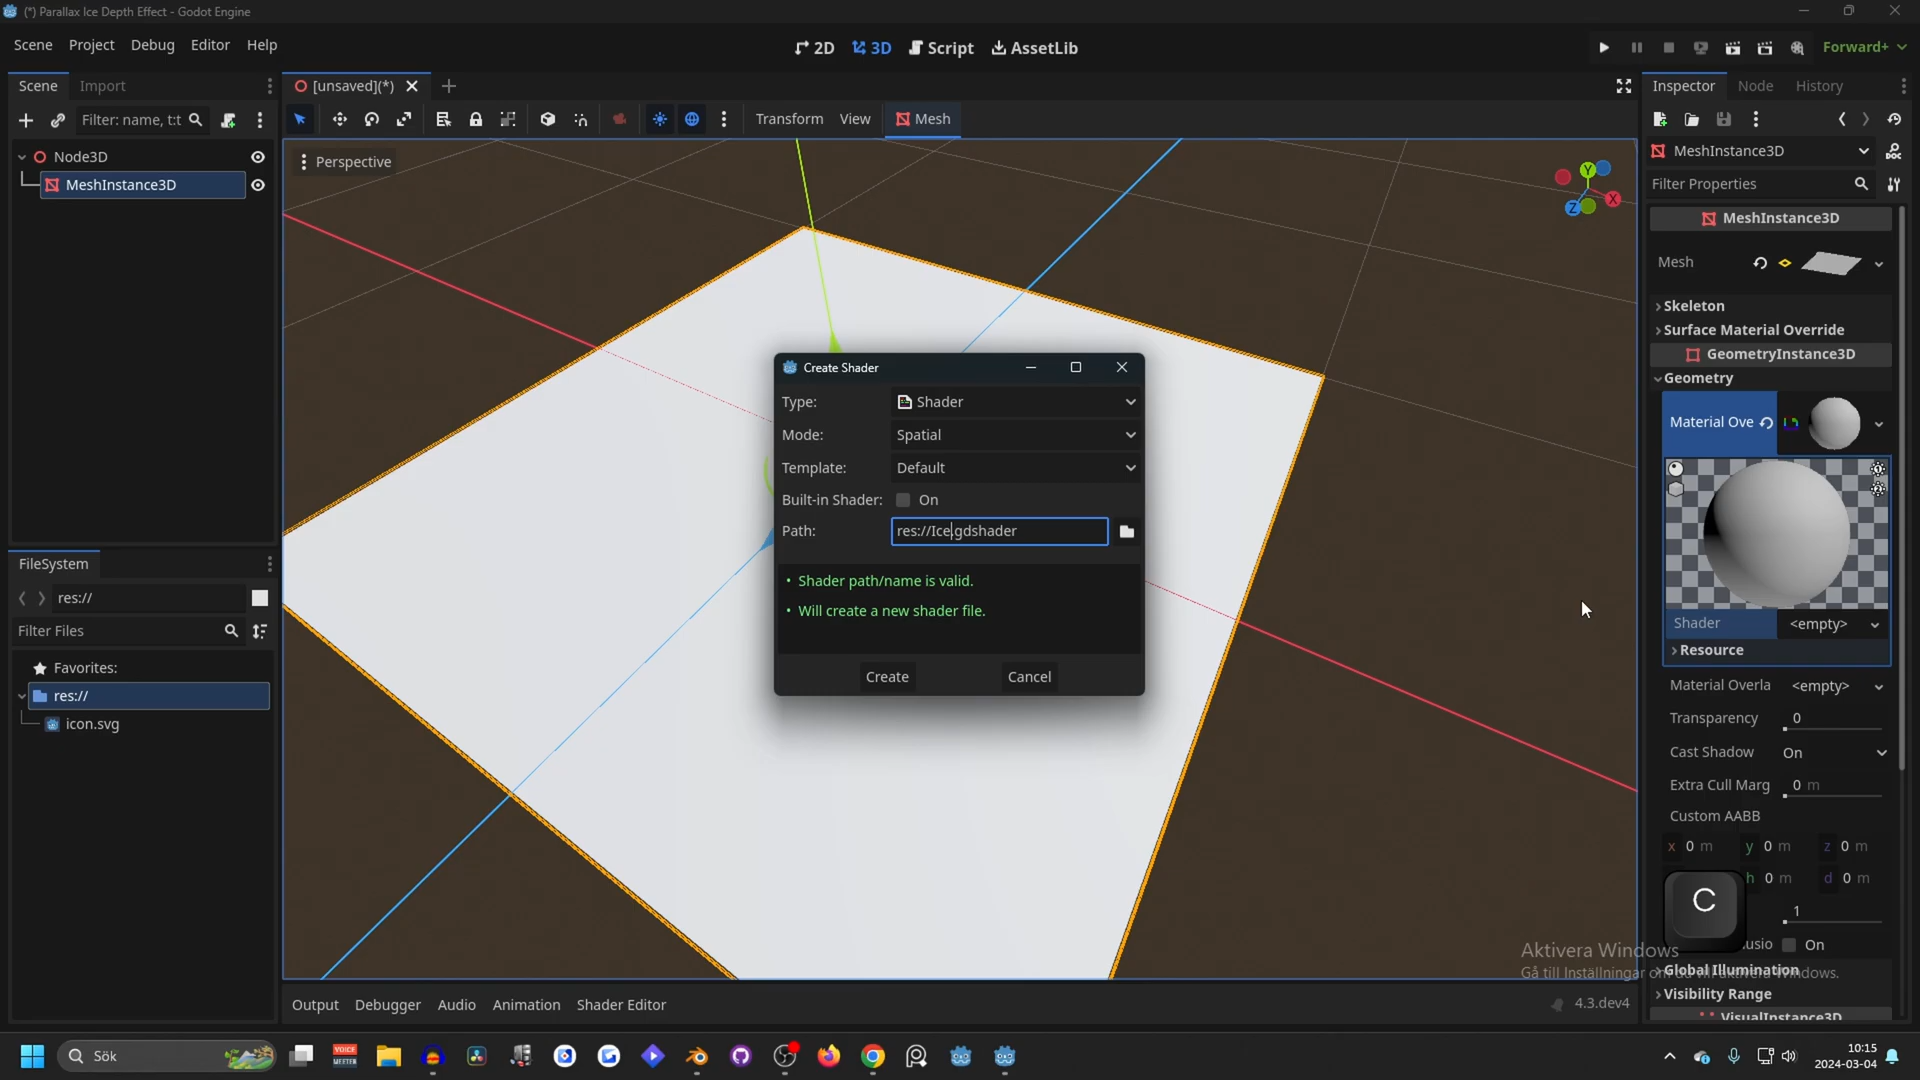 (*) Parallax Ice Depth Effect - Godot Engine
Scene Project Debug Editor Help
2D 3D Script AssetLib
Forward+
Scene Import
[unsaved](*)
Inspector Node History
Filter: name, t:t
Transform View Mesh
Node3D
MeshInstance3D
Perspective
Y
X
Z
MeshInstance3D
DOC
Filter Properties
MeshInstance3D
Mesh
Skeleton
Surface Material Override
GeometryInstance3D
Geometry
Material Ove
Shader <empty>
Resource
Material Overla <empty>
Transparency 0
Cast Shadow On
Extra Cull Marg 0 m
Custom AABB
x 0 m y 0 m z 0 m
h 0 m d 0 m
1
usio On
Global Illumination
Visibility Range
VisualInstance3D
Create Shader
Type: Shader
Mode: Spatial
Template: Default
Built-in Shader: On
Path: res://Ice.gdshader
• Shader path/name is valid.
• Will create a new shader file.
Create Cancel
FileSystem
res://
Filter Files
Favorites:
res://
icon.svg
C
Aktivera Windows
Output Debugger Audio Animation Shader Editor
4.3.dev4
Sök
VOICE
MEETER
10:15
2024-03-04